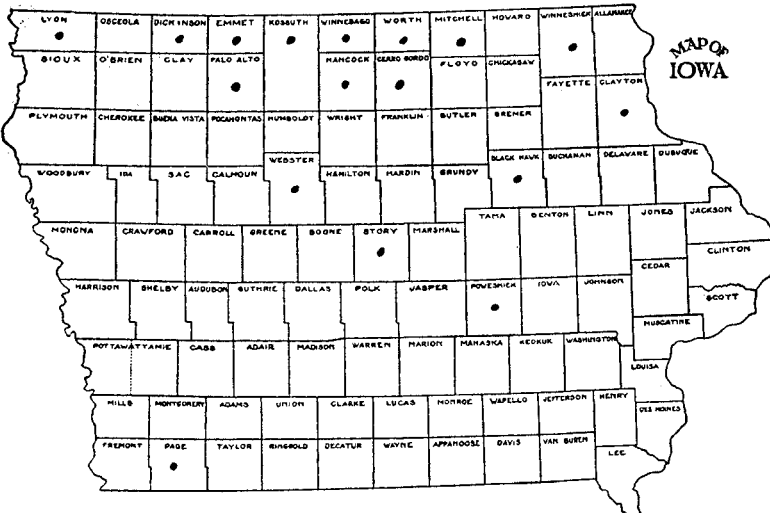 MAP OF
IOWA
LYON OSCEOLA DICKINSON EMMET KOSSUTH WINNEBAGO WORTH MITCHELL HOWARD WINNESHIEK ALLAMAKEE
SIOUX O'BRIEN CLAY PALO ALTO HANCOCK CERRO GORDO FLOYD CHICKASAW
FAYETTE CLAYTON
PLYMOUTH CHEROKEE BUENA VISTA POCAHONTAS HUMBOLDT WRIGHT FRANKLIN BUTLER BREMER
WEBSTER BLACK HAWK BUCHANAN DELAWARE DUBUQUE
WOODBURY IDA SAC CALHOUN HAMILTON HARDIN GRUNDY
TAMA BENTON LINN JONES JACKSON
MONONA CRAWFORD CARROLL GREENE BOONE STORY MARSHALL
CLINTON
CEDAR
HARRISON SHELBY AUDUBON GUTHRIE DALLAS POLK JASPER POWESHIEK IOWA JOHNSON
SCOTT
MUSCATINE
POTTAWATTAMIE CASS ADAIR MADISON WARREN MARION MAHASKA KEOKUK WASHINGTON
LOUISA
MILLS MONTGOMERY ADAMS UNION CLARKE LUCAS MONROE WAPELLO JEFFERSON HENRY
DES MOINES
FREMONT PAGE TAYLOR RINGGOLD DECATUR WAYNE APPANOOSE DAVIS VAN BUREN
LEE